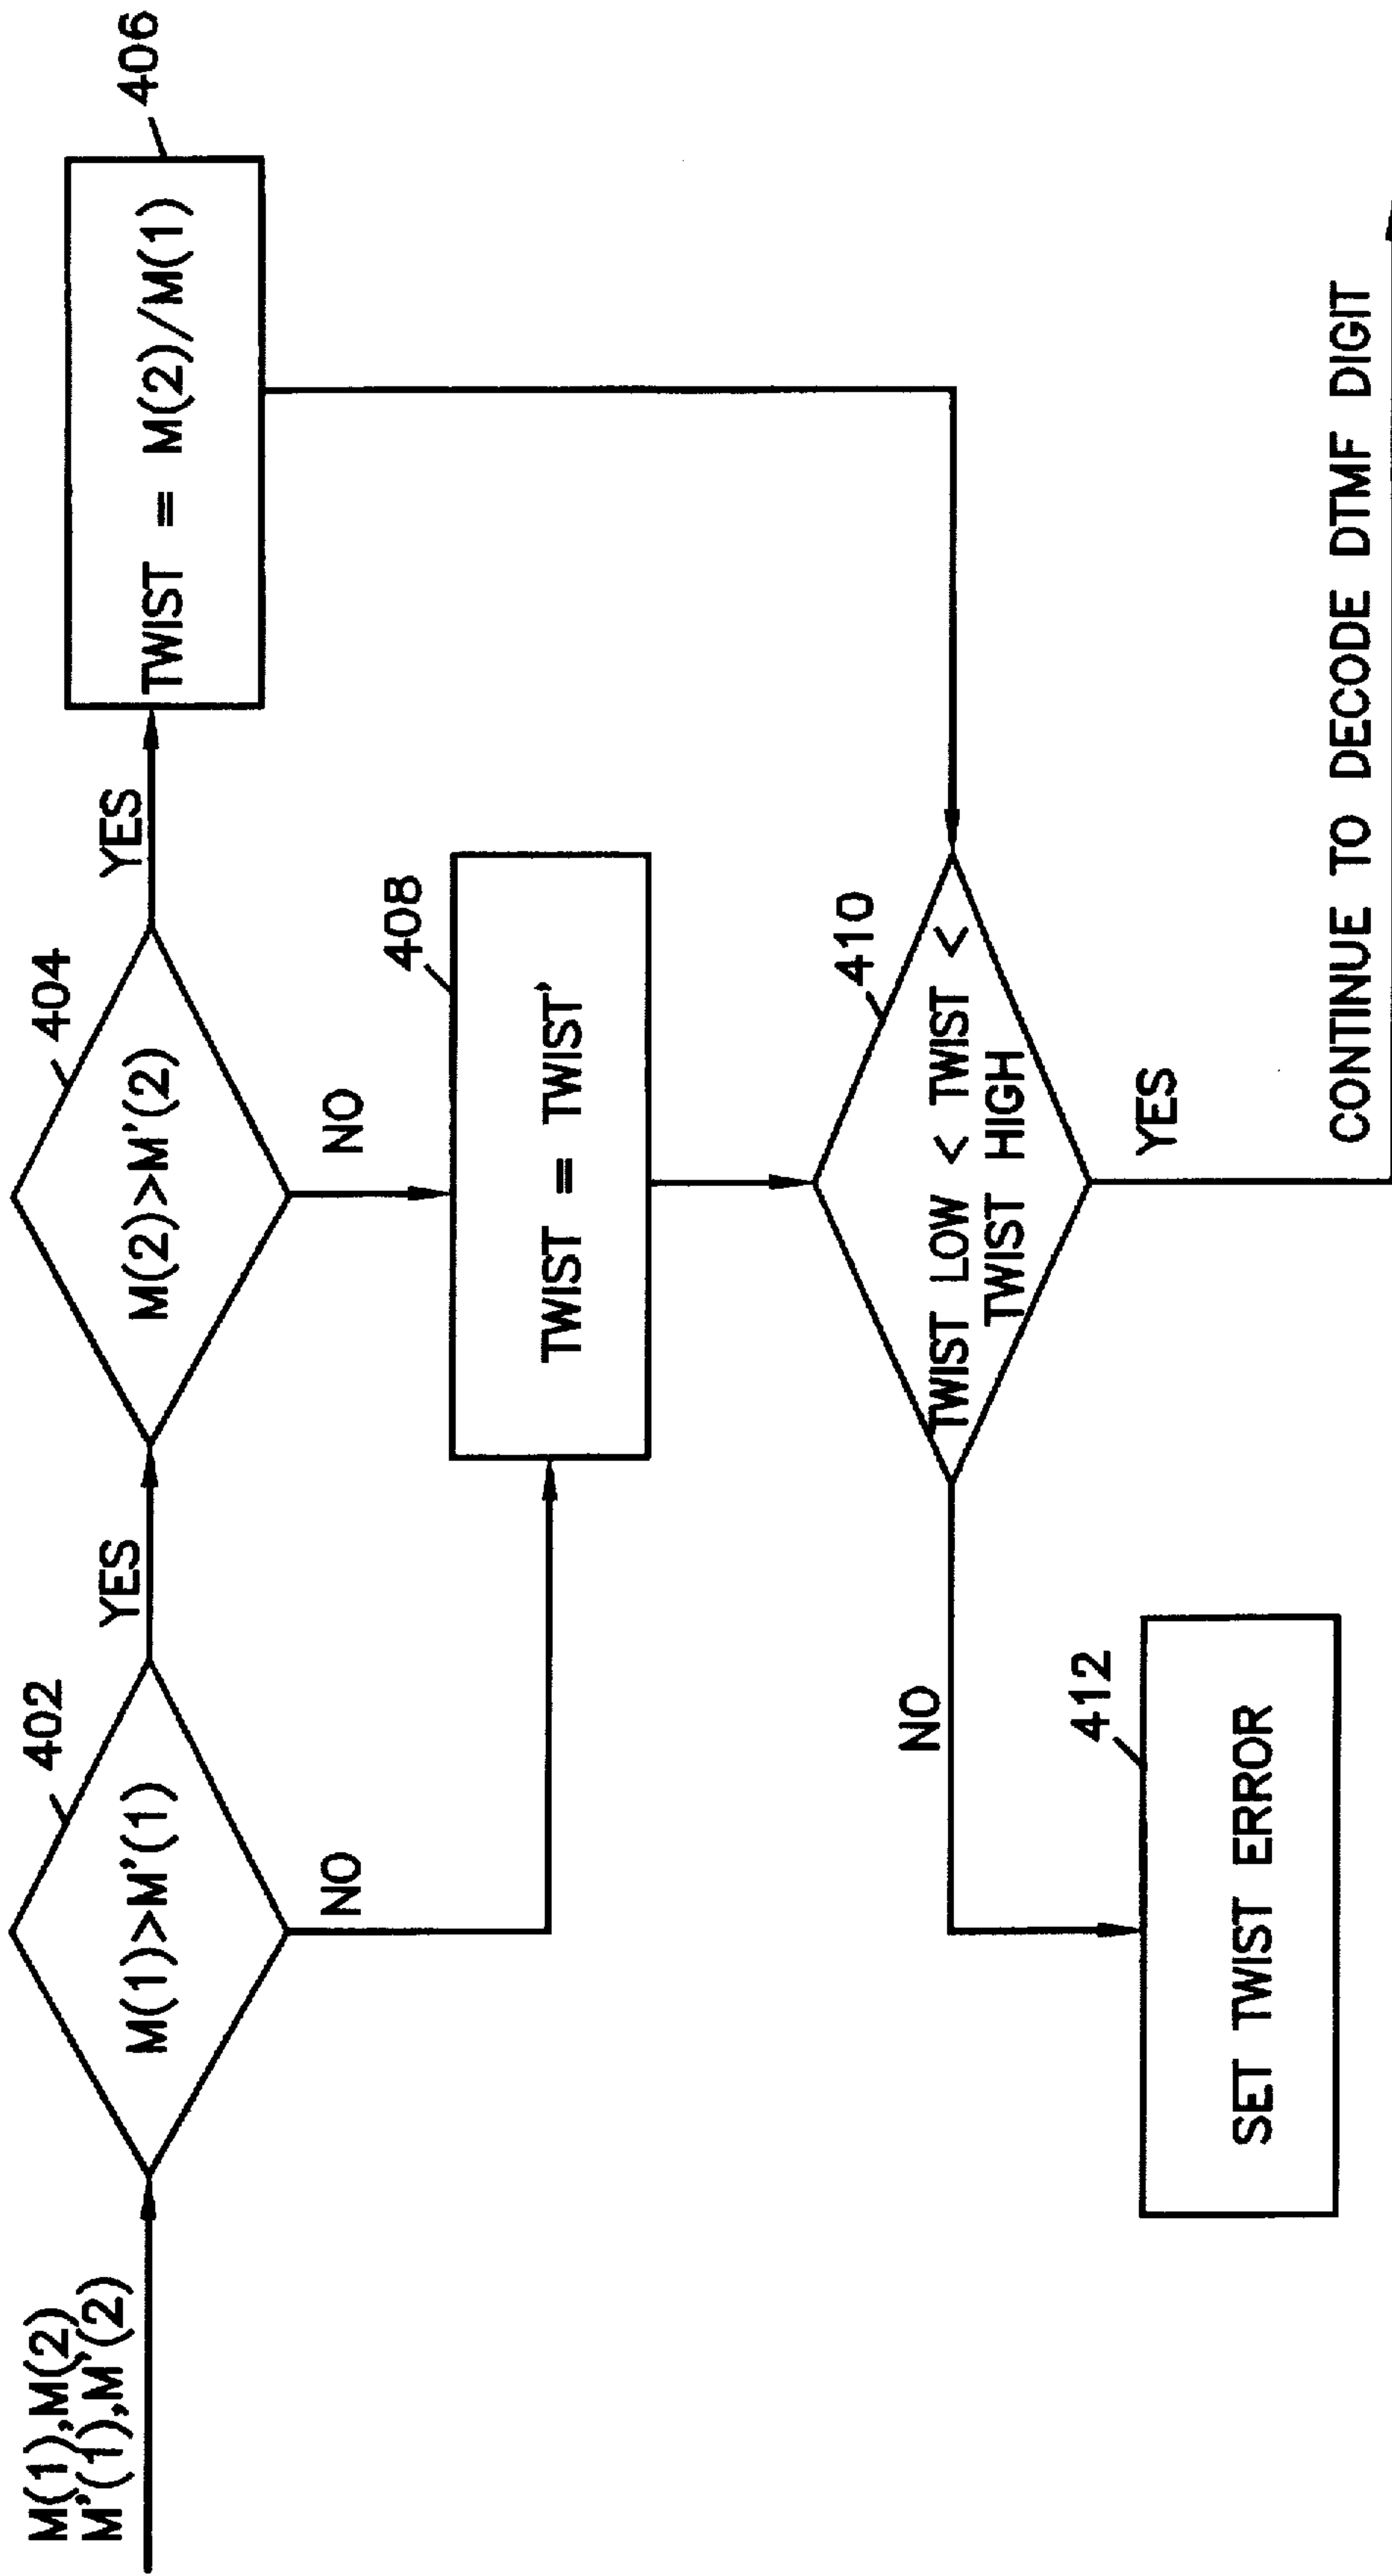 M(1),M(2)
M'(1),M'(2)
402
M(1)>M'(1)
YES
NO
404
M(2)>M'(2)
YES
NO
406
TWIST = M(2)/M(1)
408
TWIST = TWIST'
410
TWIST LOW < TWIST <
TWIST HIGH
NO
YES
412
SET TWIST ERROR
CONTINUE TO DECODE DTMF DIGIT